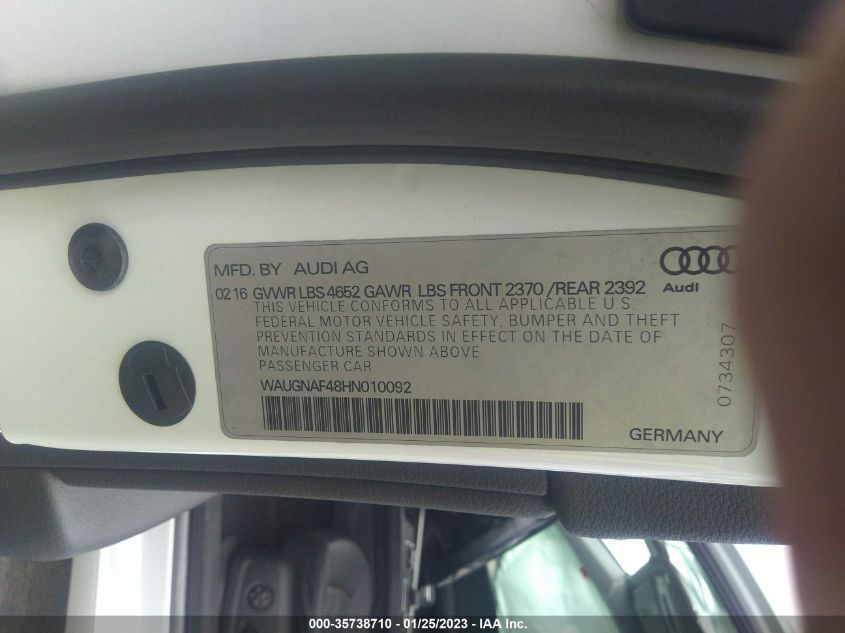 MFD. BY AUDI AG
02 16 GVWR LBS 4652 GAWR LBS FRONT 2370 /REAR 2392
Audi
THIS VEHICLE CONFORMS TO ALL APPLICABLE U.S.
FEDERAL MOTOR VEHICLE SAFETY, BUMPER AND THEFT
PREVENTION STANDARDS IN EFFECT ON THE DATE OF
MANUFACTURE SHOWN ABOVE
PASSENGER CAR
WAUGNAF48HN010092
GERMANY
0734307
000-35738710 — 01/25/2023 — IAA Inc.